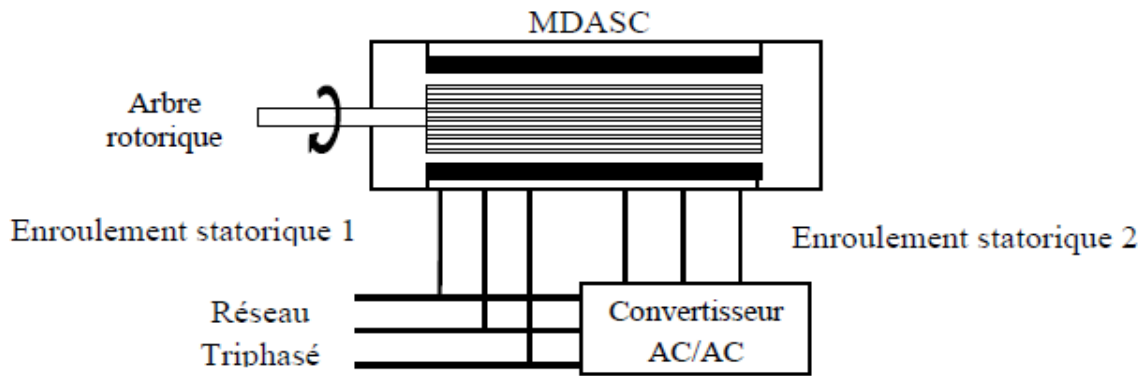 MDASC
Arbre
rotorique
Enroulement statorique 1
Enroulement statorique 2
Réseau
Triphasé
Convertisseur
AC/AC